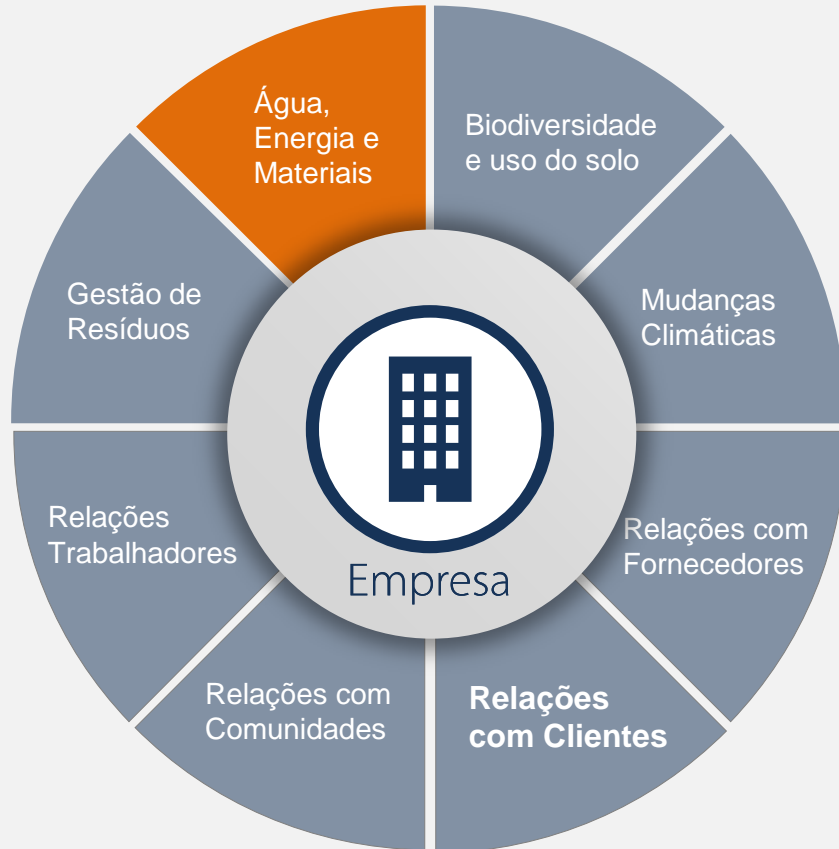 Água,
Energia e
Materiais
Biodiversidade
e uso do solo
Gestão de
Resíduos
Mudanças
Climáticas
Relações
Trabalhadores
Relações com
Fornecedores
Empresa
Relações com
Comunidades
Relações
com Clientes